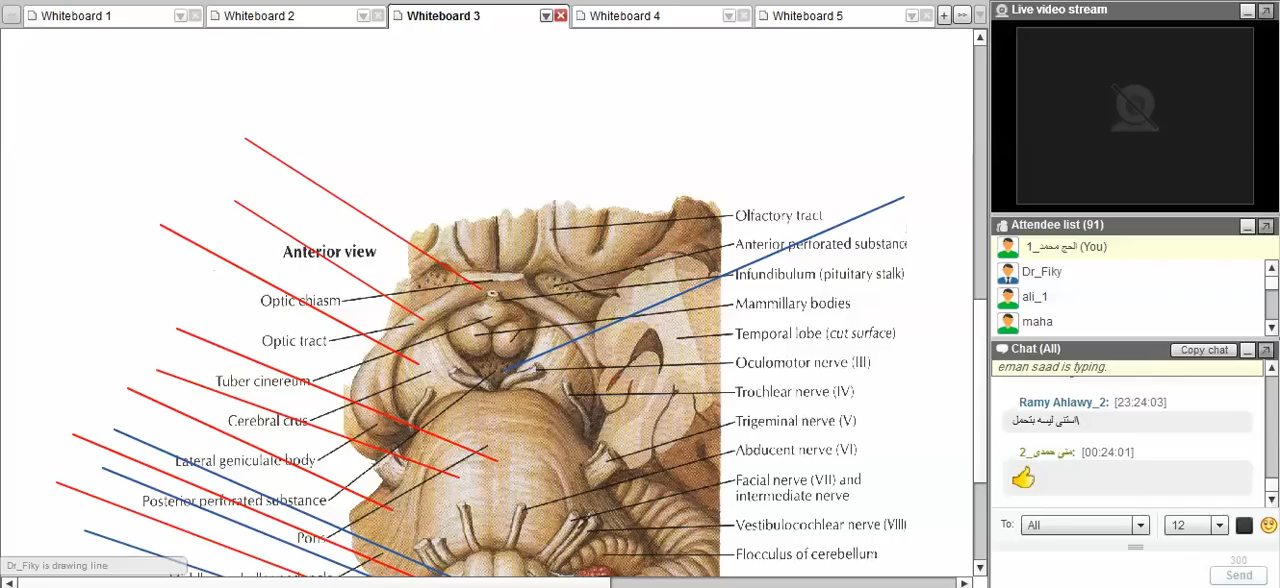 Whiteboard 1
Whiteboard 2
Whiteboard 3
Whiteboard 4
Whiteboard 5
Anterior view
Optic chiasm
Optic tract
Tuber cinereum
Cerebral crus
Lateral geniculate body
Posterior perforated substance
Pons
Olfactory tract
Anterior perforated substance
Infundibulum (pituitary stalk)
Mammillary bodies
Temporal lobe (cut surface)
Oculomotor nerve (III)
Trochlear nerve (IV)
Trigeminal nerve (V)
Abducent nerve (VI)
Facial nerve (VII) and
intermediate nerve
Vestibulocochlear nerve (VIII)
Flocculus of cerebellum
Dr_Fiky is drawing line
Live video stream
Attendee list (91)
الحج محمد_1 (You)
Dr_Fiky
ali_1
maha
Chat (All)
Copy chat
eman saad is typing.
Ramy Ahlawy_2: [23:24:03]
\استنى ليسه بتحمل
منى حمدى_2: [00:24:01]
To: All 12
300
Send